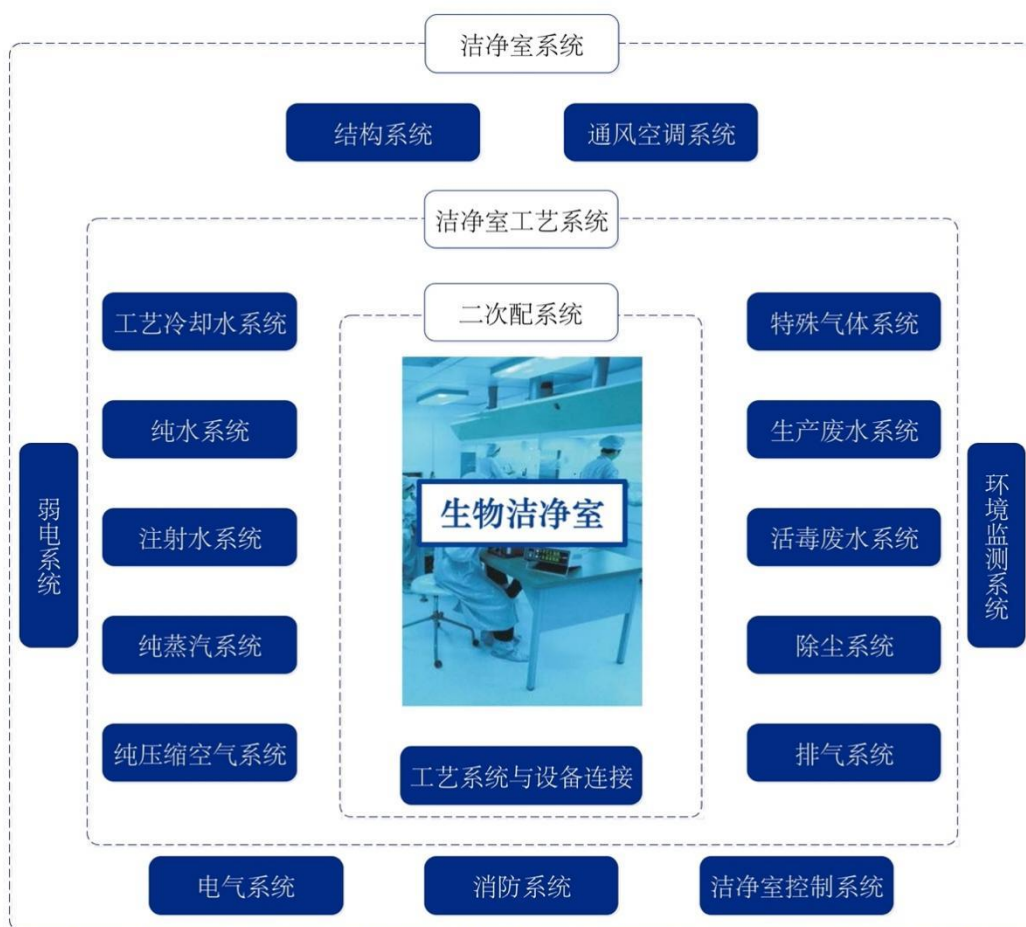 洁净室系统
结构系统
通风空调系统
洁净室工艺系统
二次配系统
工艺冷却水系统
特殊气体系统
纯水系统
生产废水系统
弱电系统
环境监测系统
生物洁净室
注射水系统
活毒废水系统
纯蒸汽系统
除尘系统
纯压缩空气系统
排气系统
工艺系统与设备连接
电气系统
消防系统
洁净室控制系统